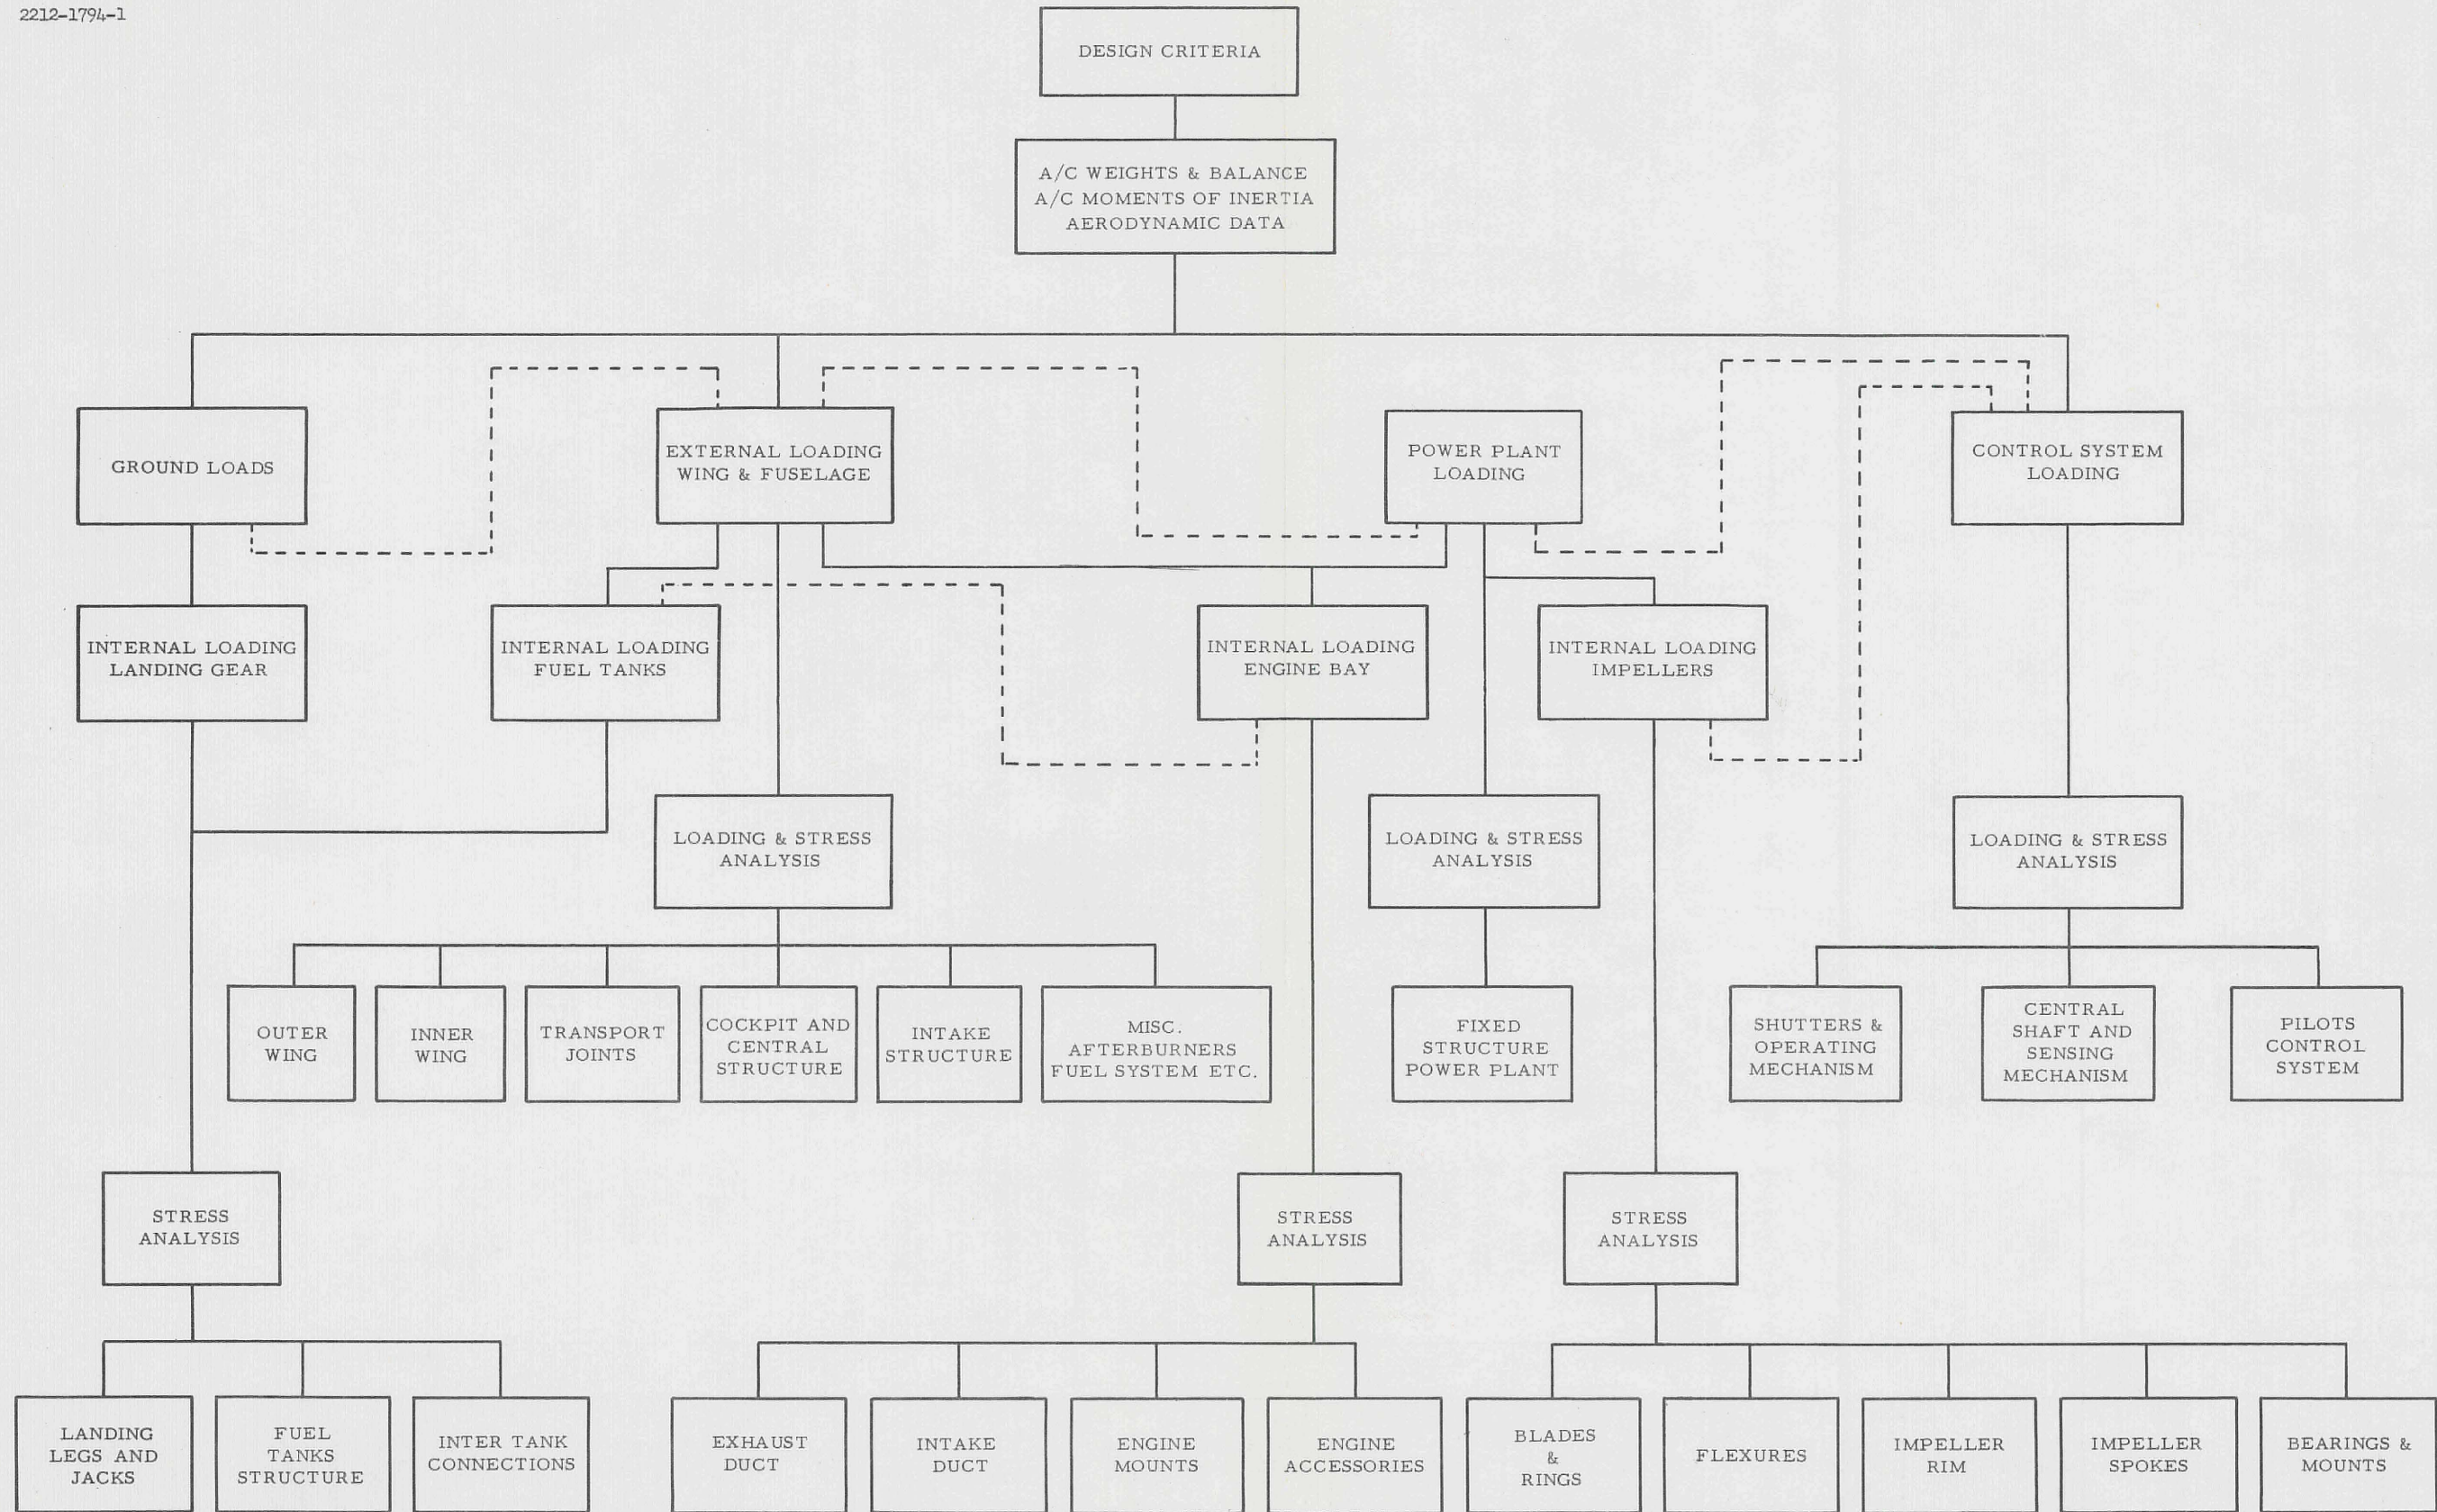 2212-1794-1
DESIGN CRITERIA
A/C WEIGHTS & BALANCE
A/C MOMENTS OF INERTIA
AERODYNAMIC DATA
GROUND LOADS
EXTERNAL LOADING
WING & FUSELAGE
POWER PLANT
LOADING
CONTROL SYSTEM
LOADING
INTERNAL LOADING
LANDING GEAR
INTERNAL LOADING
FUEL TANKS
INTERNAL LOADING
ENGINE BAY
INTERNAL LOADING
IMPELLERS
LOADING & STRESS
ANALYSIS
LOADING & STRESS
ANALYSIS
LOADING & STRESS
ANALYSIS
OUTER
WING
INNER
WING
TRANSPORT
JOINTS
COCKPIT AND
CENTRAL
STRUCTURE
INTAKE
STRUCTURE
MISC.
AFTERBURNERS
FUEL SYSTEM ETC.
FIXED
STRUCTURE
POWER PLANT
SHUTTERS &
OPERATING
MECHANISM
CENTRAL
SHAFT AND
SENSING
MECHANISM
PILOTS
CONTROL
SYSTEM
STRESS
ANALYSIS
STRESS
ANALYSIS
STRESS
ANALYSIS
LANDING
LEGS AND
JACKS
FUEL
TANKS
STRUCTURE
INTER TANK
CONNECTIONS
EXHAUST
DUCT
INTAKE
DUCT
ENGINE
MOUNTS
ENGINE
ACCESSORIES
BLADES
&
RINGS
FLEXURES
IMPELLER
RIM
IMPELLER
SPOKES
BEARINGS &
MOUNTS